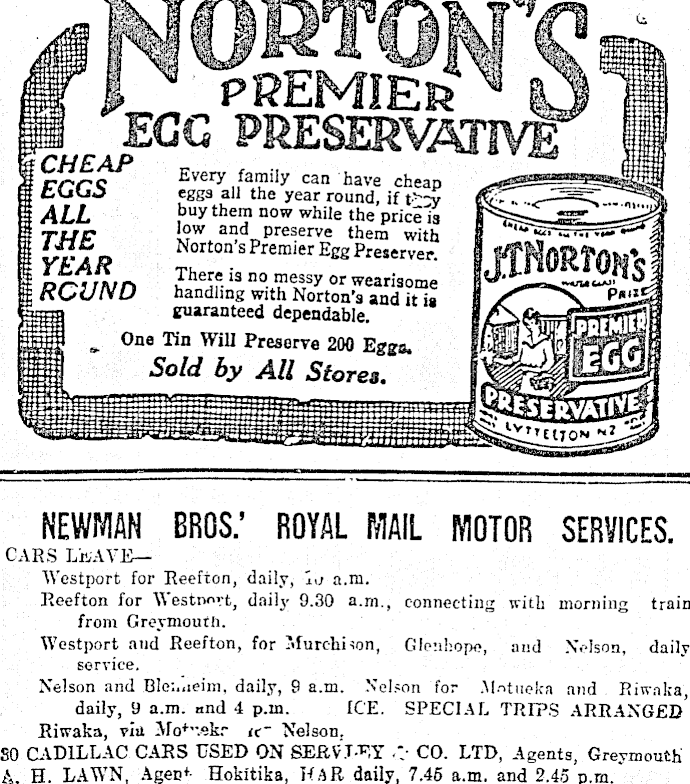 NORTON'S
PREMIER
EGG PRESERVATIVE
CHEAP
EGGS
ALL
THE
YEAR
ROUND
Every family can have cheap
eggs all the year round, if they
buy them now while the price is
low and preserve them with
Norton's Premier Egg Preserver.
There is no messy or wearisome
handling with Norton's and it is
guaranteed dependable.
One Tin Will Preserve 200 Eggs.
Sold by All Stores.
J.T. NORTON'S
PRIZE
PREMIER
EGG
PRESERVATIVE
LYTTELTON NZ
NEWMAN BROS.' ROYAL MAIL MOTOR SERVICES.
CARS LEAVE—
Westport for Reefton, daily, a.m.
Reefton for Westport, daily 9.30 a.m., connecting with morning train
from Greymouth.
Westport and Reefton, for Murchison, Glenhope, and Nelson, daily
service.
Nelson and Blenheim, daily, 9 a.m. Nelson for Motueka and Riwaka,
daily, 9 a.m. and 4 p.m. ICE. SPECIAL TRIPS ARRANGED
Riwaka, via Motueka Nelson.
30 CADILLAC CARS USED ON & CO. LTD, Agents, Greymouth
A. H. LAWN, Agent Hokitika, daily, 7.45 a.m. and 2.45 p.m.